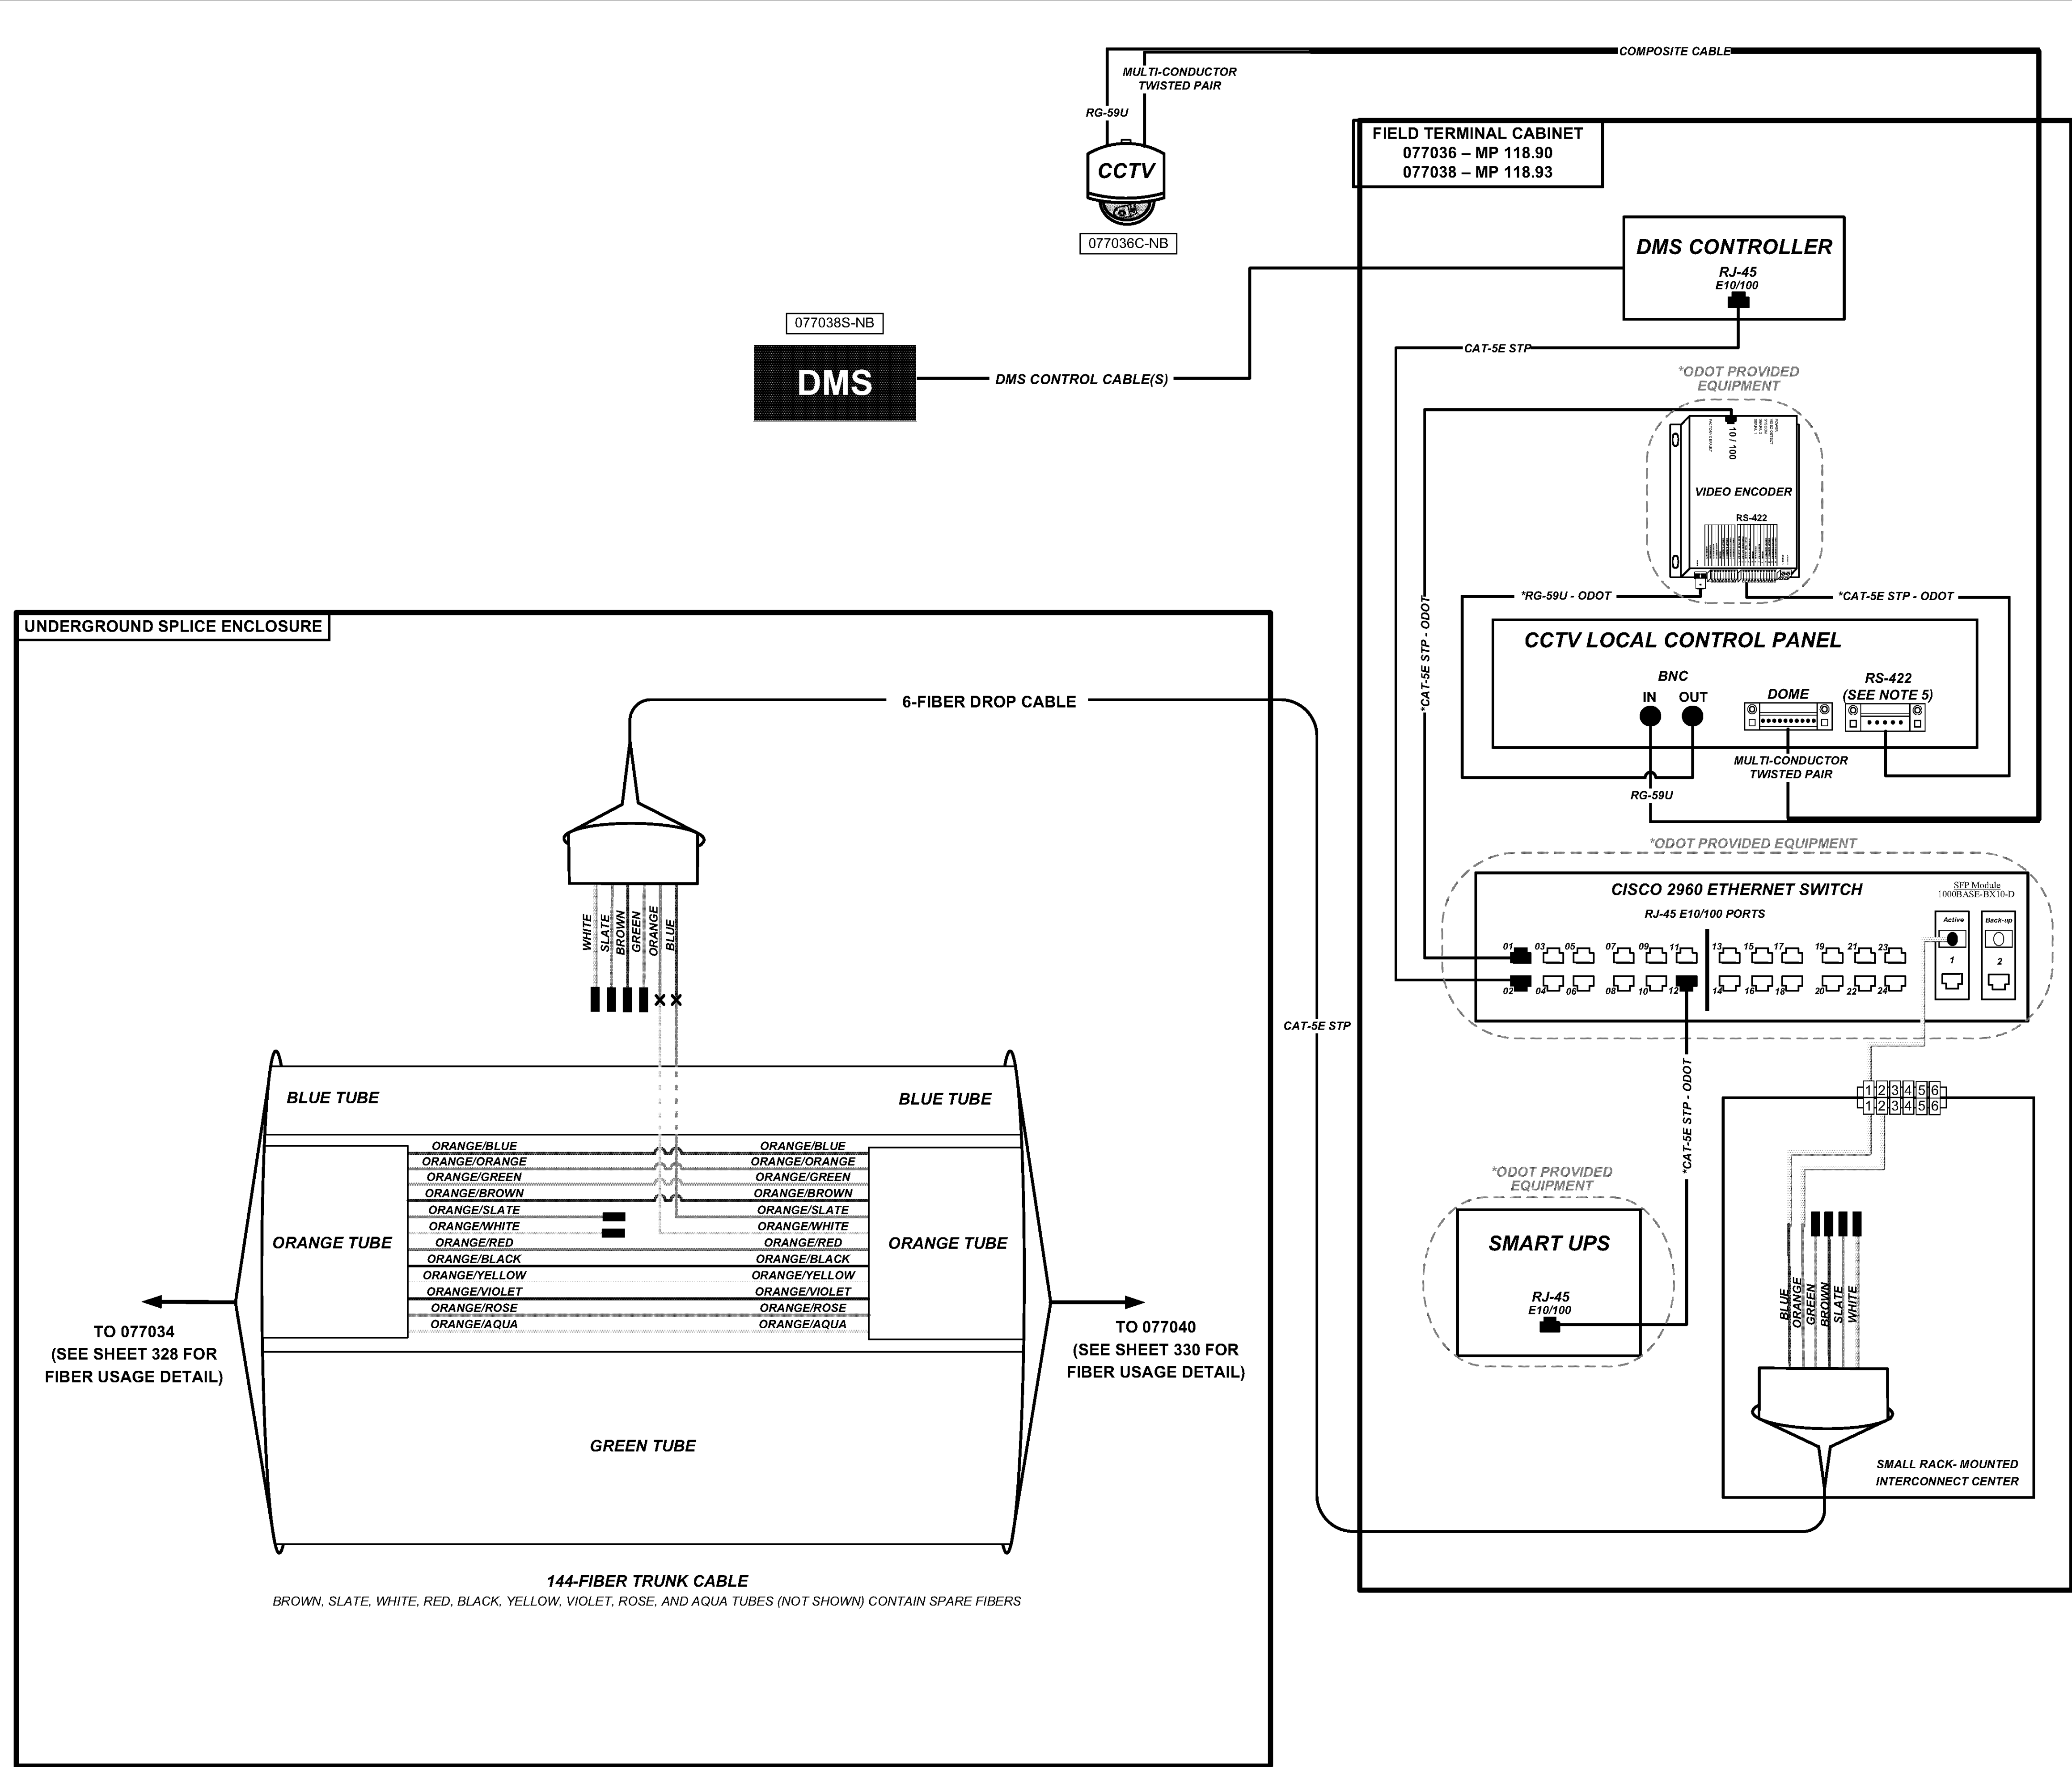 COMPOSITE CABLE
MULTI-CONDUCTOR
TWISTED PAIR
RG-59U
CCTV
077036C-NB
FIELD TERMINAL CABINET
077036 – MP 118.90
077038 – MP 118.93
DMS CONTROLLER
RJ-45
E10/100
077038S-NB
DMS
DMS CONTROL CABLE(S)
CAT-5E STP
*ODOT PROVIDED
EQUIPMENT
10 / 100
VIDEO ENCODER
RS-422
*RG-59U - ODOT
*CAT-5E STP - ODOT
*CAT-5E STP - ODOT
CCTV LOCAL CONTROL PANEL
BNC
IN
OUT
DOME
RS-422
(SEE NOTE 5)
MULTI-CONDUCTOR
TWISTED PAIR
RG-59U
UNDERGROUND SPLICE ENCLOSURE
6-FIBER DROP CABLE
WHITE
SLATE
BROWN
GREEN
ORANGE
BLUE
CAT-5E STP
*ODOT PROVIDED EQUIPMENT
CISCO 2960 ETHERNET SWITCH
RJ-45 E10/100 PORTS
SFP Module
1000BASE-BX10-D
Active
Back-up
01 03 05 07 09 11 13 15 17 19 21 23
02 04 06 08 10 12 14 16 18 20 22 24
1
2
*CAT-5E STP - ODOT
1 2 3 4 5 6
1 2 3 4 5 6
BLUE TUBE
BLUE TUBE
ORANGE/BLUE ORANGE/BLUE
ORANGE/ORANGE ORANGE/ORANGE
ORANGE/GREEN ORANGE/GREEN
ORANGE/BROWN ORANGE/BROWN
ORANGE/SLATE ORANGE/SLATE
ORANGE/WHITE ORANGE/WHITE
ORANGE/RED ORANGE/RED
ORANGE/BLACK ORANGE/BLACK
ORANGE/YELLOW ORANGE/YELLOW
ORANGE/VIOLET ORANGE/VIOLET
ORANGE/ROSE ORANGE/ROSE
ORANGE/AQUA ORANGE/AQUA
ORANGE TUBE
ORANGE TUBE
TO 077034
(SEE SHEET 328 FOR
FIBER USAGE DETAIL)
TO 077040
(SEE SHEET 330 FOR
FIBER USAGE DETAIL)
GREEN TUBE
144-FIBER TRUNK CABLE
BROWN, SLATE, WHITE, RED, BLACK, YELLOW, VIOLET, ROSE, AND AQUA TUBES (NOT SHOWN) CONTAIN SPARE FIBERS
*ODOT PROVIDED
EQUIPMENT
SMART UPS
RJ-45
E10/100
BLUE
ORANGE
GREEN
BROWN
SLATE
WHITE
SMALL RACK- MOUNTED
INTERCONNECT CENTER